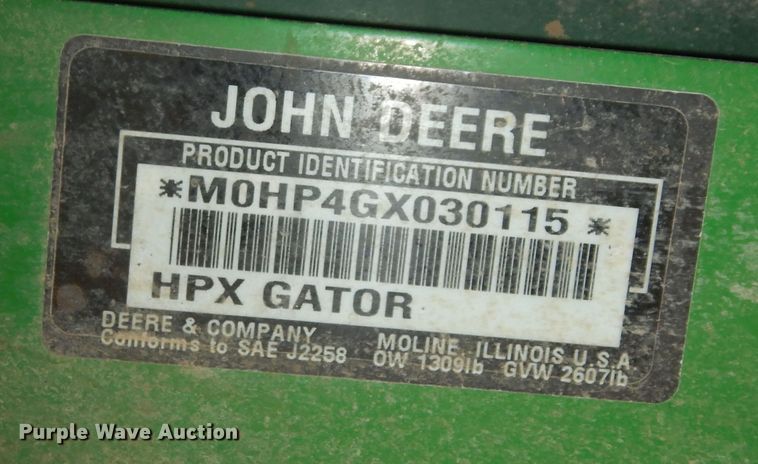 JOHN DEERE
PRODUCT IDENTIFICATION NUMBER
*M0HP4GX030115*
HPX GATOR
DEERE & COMPANY MOLINE, ILLINOIS U.S.A.
Conforms to SAE J2258 OW 1309lb GVW 2607lb
Purple Wave Auction